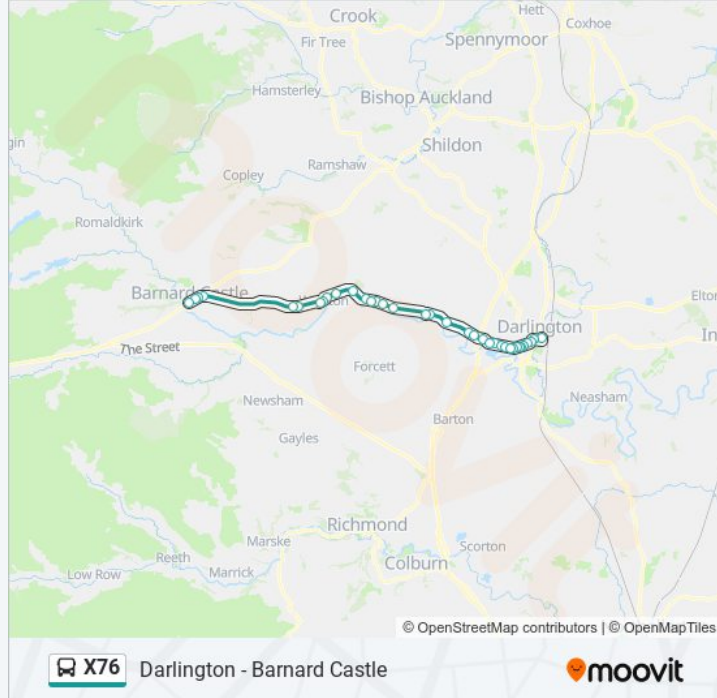 Hett
Crook
Coxhoe
Fir Tree
Spennymoor
Hamsterley
Bishop Auckland
Shildon
gin
Ramshaw
Copley
Romaldkirk
Barnard Castle
Elton
Darlington
In
The Street
Forcett
Neasham
Newsham
Barton
Gayles
Richmond
Marske
Scorton
Reeth
Colburn
Low Row
Marrick
© OpenStreetMap contributors | © OpenMapTiles
X76
Darlington - Barnard Castle
moovit